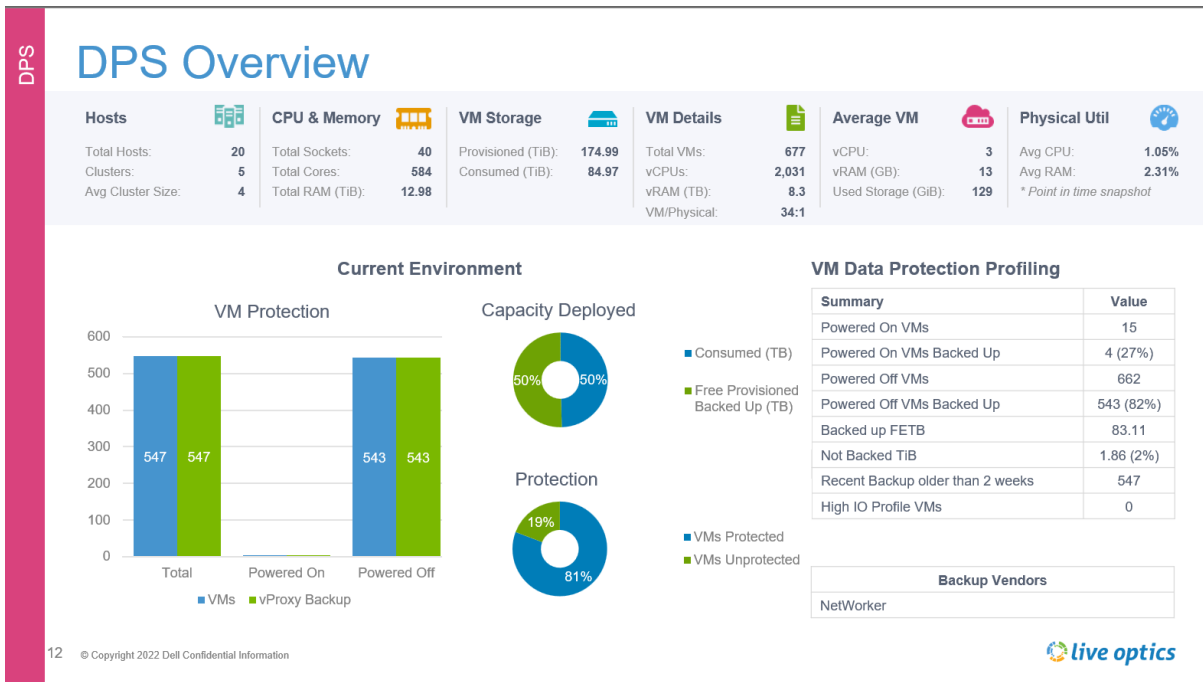 DPS
DPS Overview
Hosts
Total Hosts: 20
Clusters: 5
Avg Cluster Size: 4
CPU & Memory
Total Sockets: 40
Total Cores: 584
Total RAM (TiB): 12.98
VM Storage
Provisioned (TiB): 174.99
Consumed (TiB): 84.97
VM Details
Total VMs: 677
vCPUs: 2,031
vRAM (TB): 8.3
VM/Physical: 34:1
Average VM
vCPU: 3
vRAM (GB): 13
Used Storage (GiB): 129
Physical Util
Avg CPU: 1.05%
Avg RAM: 2.31%
* Point in time snapshot
Current Environment
VM Protection
600
500
400
300
200
100
0
547 547
543 543
Total Powered On Powered Off
VMs vProxy Backup
Capacity Deployed
50% 50%
Consumed (TB)
Free Provisioned
Backed Up (TB)
Protection
19%
81%
VMs Protected
VMs Unprotected
VM Data Protection Profiling
Summary Value
Powered On VMs 15
Powered On VMs Backed Up 4 (27%)
Powered Off VMs 662
Powered Off VMs Backed Up 543 (82%)
Backed up FETB 83.11
Not Backed TiB 1.86 (2%)
Recent Backup older than 2 weeks 547
High IO Profile VMs 0
Backup Vendors
NetWorker
12 © Copyright 2022 Dell Confidential Information
live optics